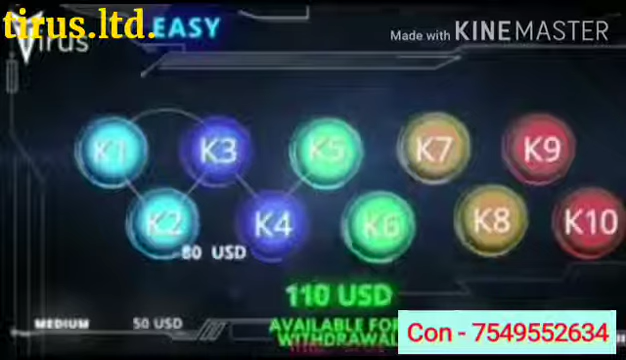 tirus.ltd.
EASY
Tirus
Made with KINEMASTER
K1 K3 K5 K7 K9
K2 K4 K6 K8 K10
80 USD
110 USD
MEDIUM 50 USD
AVAILABLE FOR
WITHDRAWAL
Con - 7549552634